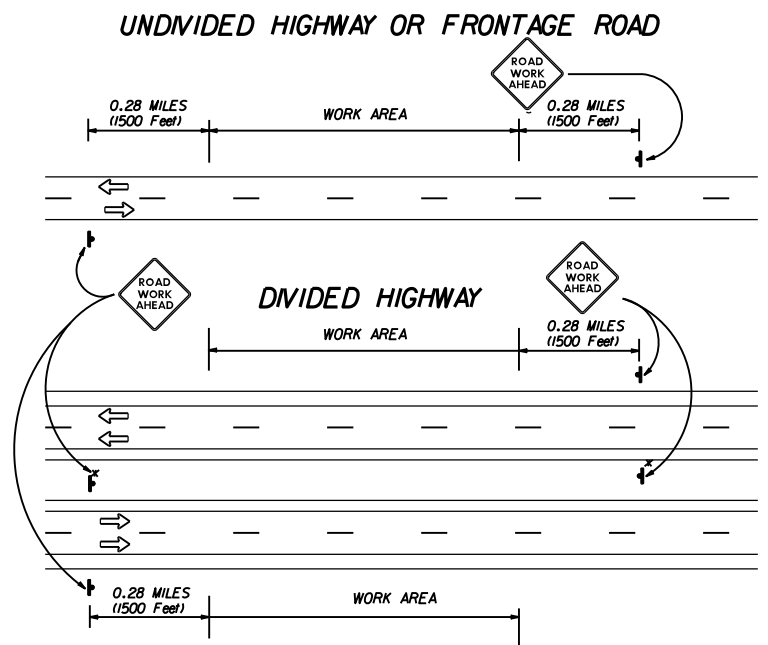 UNDIVIDED HIGHWAY OR FRONTAGE ROAD
ROAD
WORK
AHEAD
0.28 MILES
(1500 Feet)
WORK AREA
0.28 MILES
(1500 Feet)
ROAD
WORK
AHEAD
ROAD
WORK
AHEAD
DIVIDED HIGHWAY
WORK AREA
0.28 MILES
(1500 Feet)
x
x
0.28 MILES
(1500 Feet)
WORK AREA